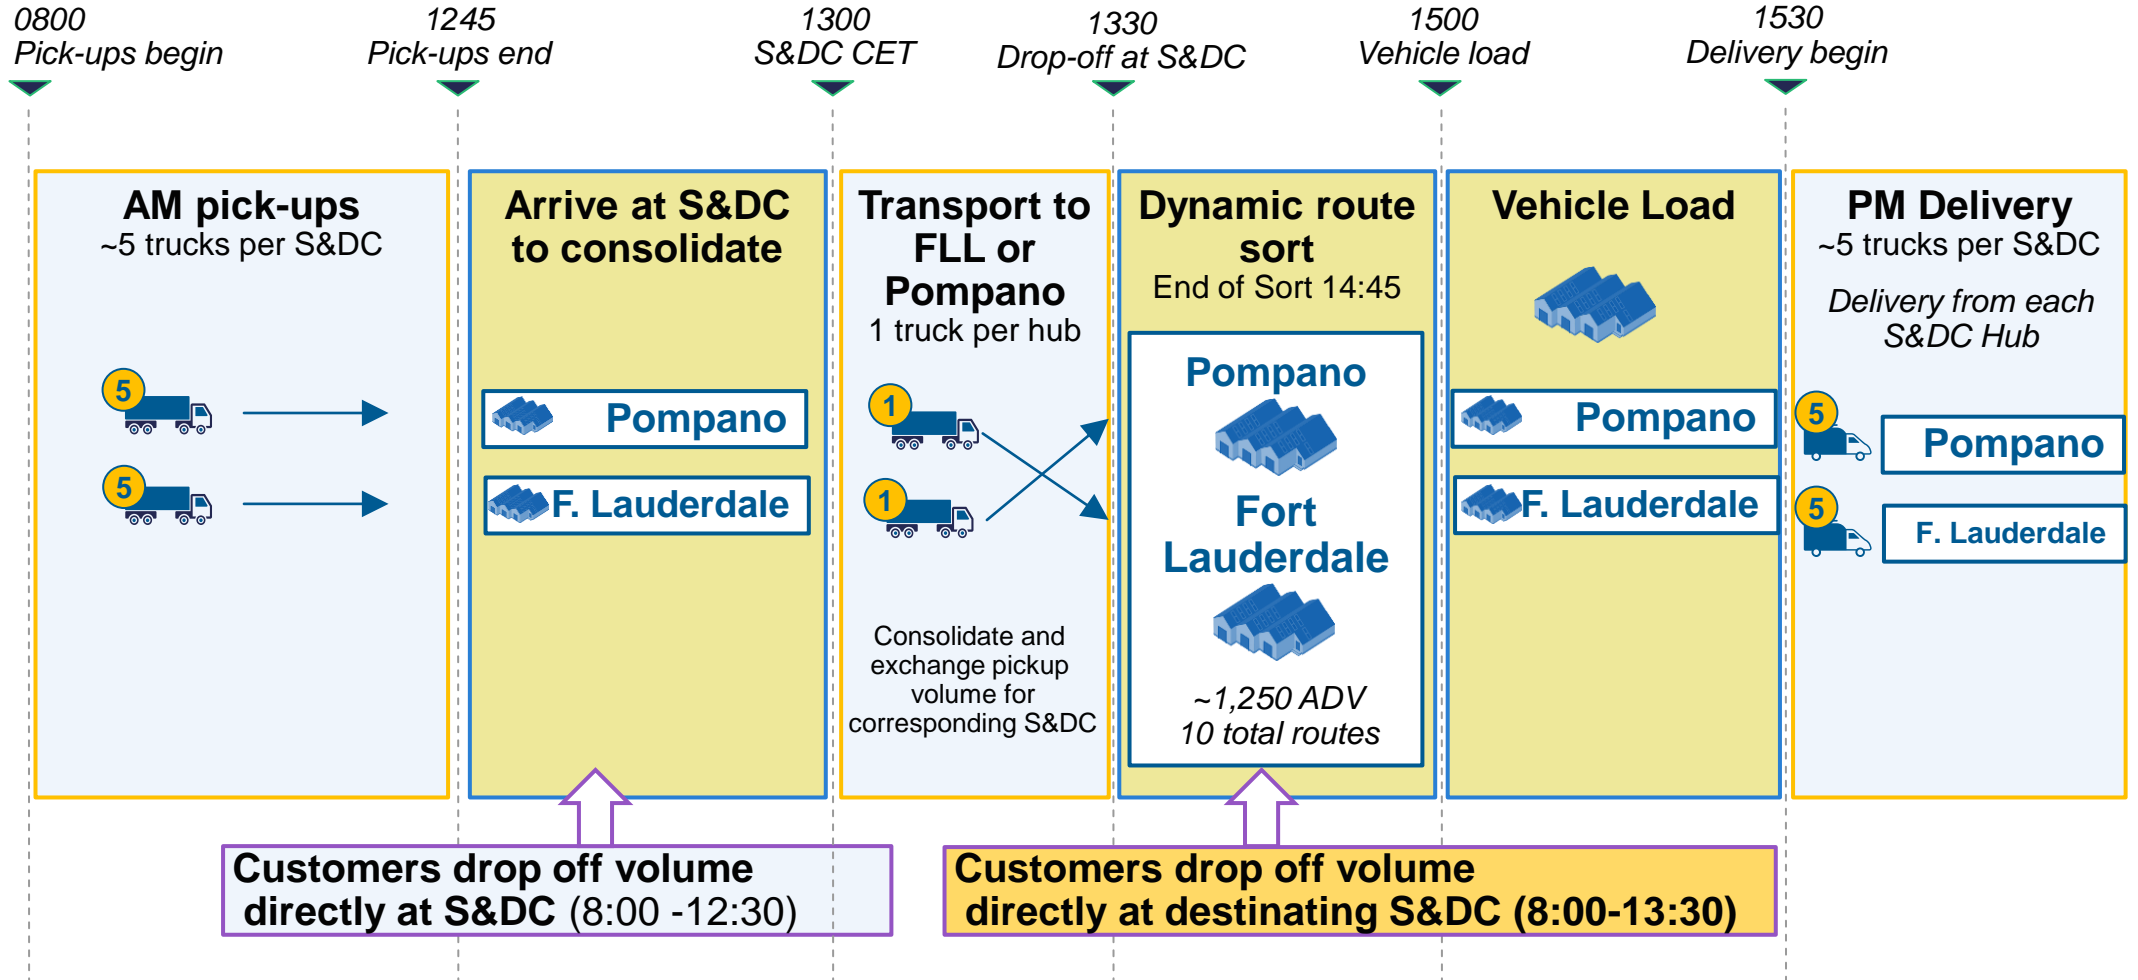 0800
Pick-ups begin
1245
Pick-ups end
1300
S&DC CET
1330
Drop-off at S&DC
1500
Vehicle load
1530
Delivery begin
AM pick-ups
~5 trucks per S&DC
5
5
Arrive at S&DC
to consolidate
Pompano
F. Lauderdale
Transport to
FLL or
Pompano
1 truck per hub
1
1
Consolidate and
exchange pickup
volume for
corresponding S&DC
Dynamic route
sort
End of Sort 14:45
Pompano
Fort
Lauderdale
~1,250 ADV
10 total routes
Vehicle Load
Pompano
F. Lauderdale
PM Delivery
~5 trucks per S&DC
Delivery from each
S&DC Hub
5
Pompano
5
F. Lauderdale
Customers drop off volume
directly at S&DC (8:00 -12:30)
Customers drop off volume
directly at destinating S&DC (8:00-13:30)